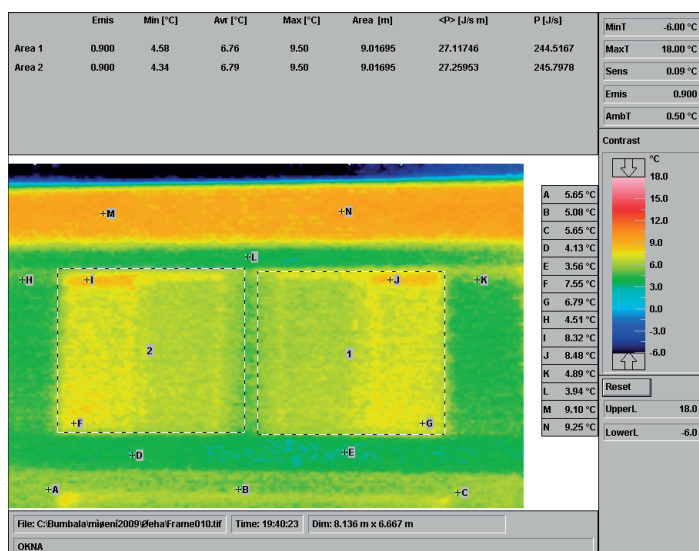 Emis Min [°C] Avr [°C] Max [°C] Area [m] <P> [J/s m] P [J/s]
Area 1 0.900 4.58 6.76 9.50 9.01695 27.11746 244.5167
Area 2 0.900 4.34 6.79 9.50 9.01695 27.25953 245.7978
MinT -6.00 °C
MaxT 18.00 °C
Sens 0.09 °C
Emis 0.900
AmbT 0.50 °C
Contrast
°C
18.0
15.0
12.0
9.0
6.0
3.0
0.0
-3.0
-6.0
Reset
UpperL 18.0
LowerL -6.0
+M
+N
+L
+H
+I
+J
+K
2
1
+F
+G
+D
+E
+A
+B
+C
A 5.65 °C
B 5.08 °C
C 5.65 °C
D 4.13 °C
E 3.56 °C
F 7.55 °C
G 6.79 °C
H 4.51 °C
I 8.32 °C
J 8.48 °C
K 4.89 °C
L 3.94 °C
M 9.10 °C
N 9.25 °C
File: C:\Bumbala\miøení2009\Øeha\Frame010.tif Time: 19:40:23 Dim: 8.136 m x 6.667 m
OKNA